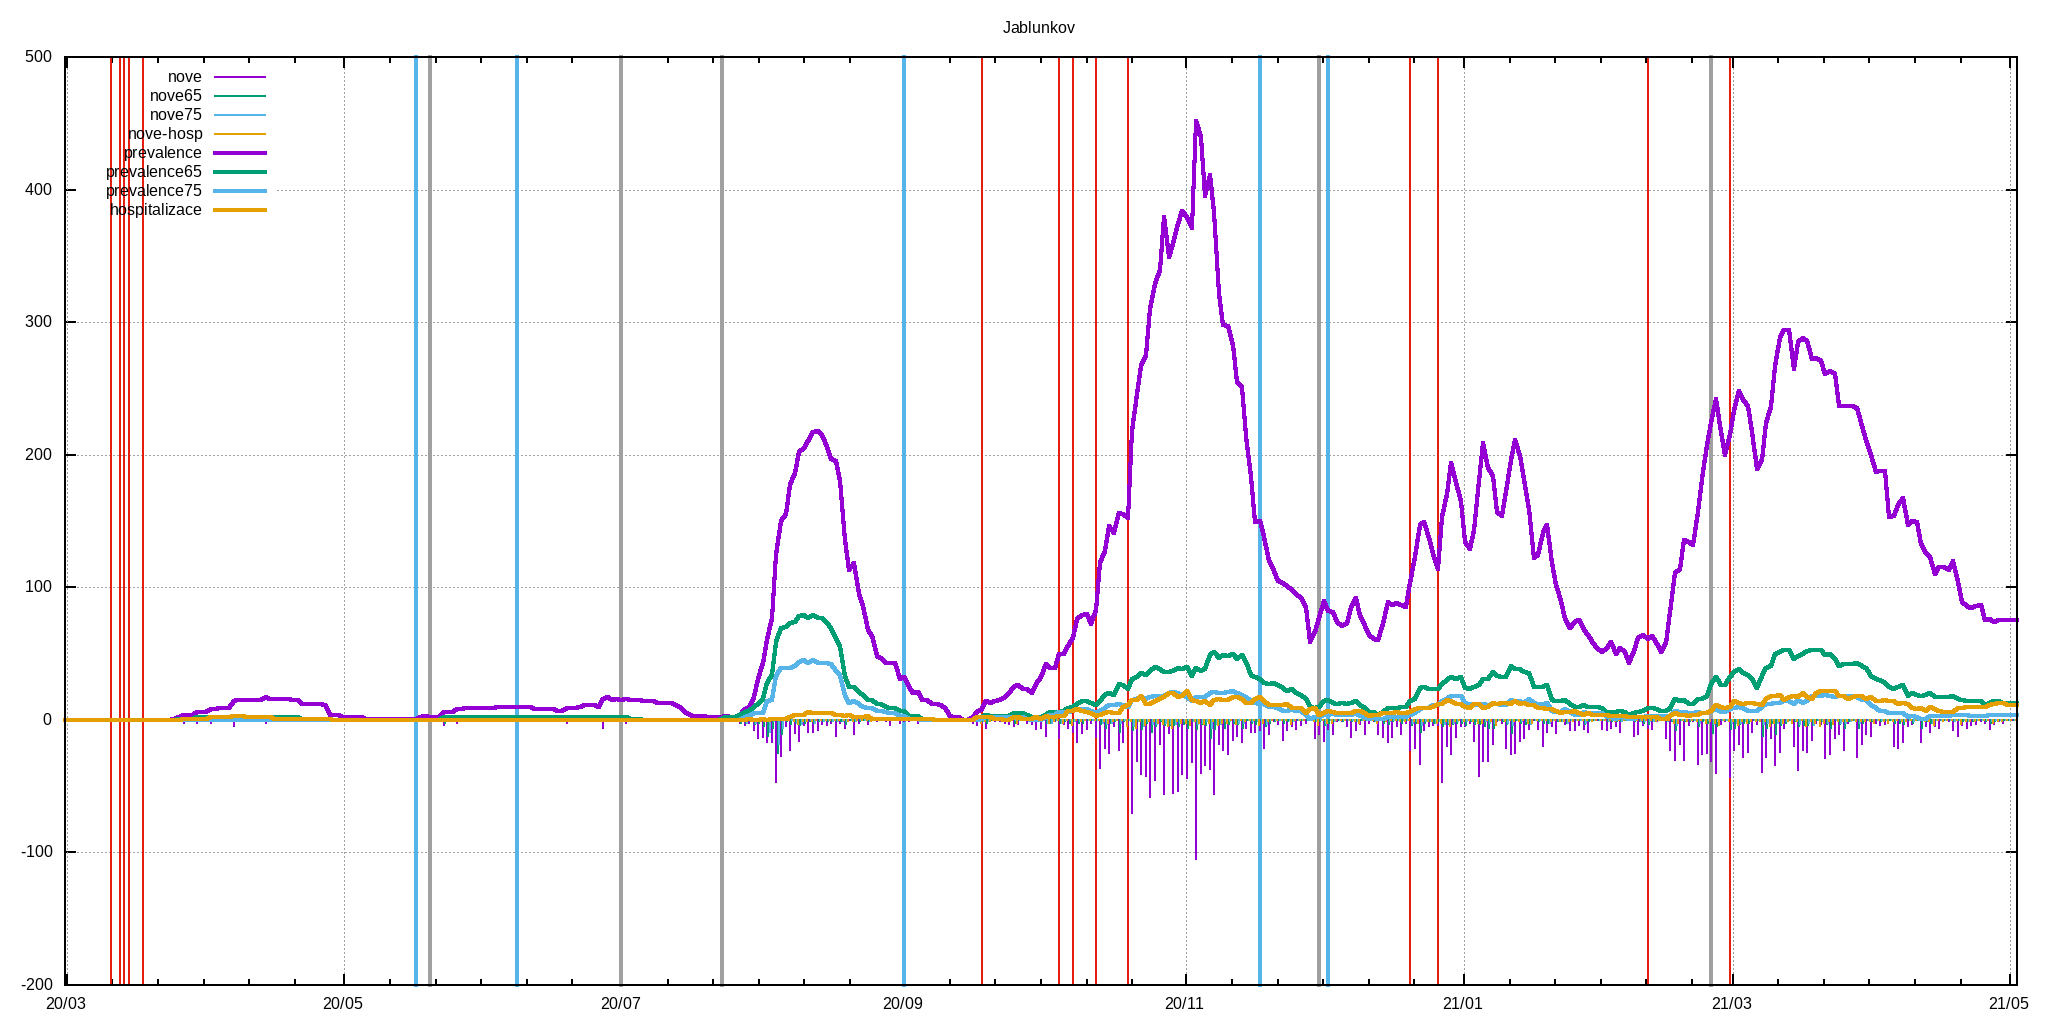 Jablunkov
500
400
300
200
100
0
-100
-200
nove
nove65
nove75
nove-hosp
prevalence
prevalence65
prevalence75
hospitalizace
20/03 20/05 20/07 20/09 20/11 21/01 21/03 21/05